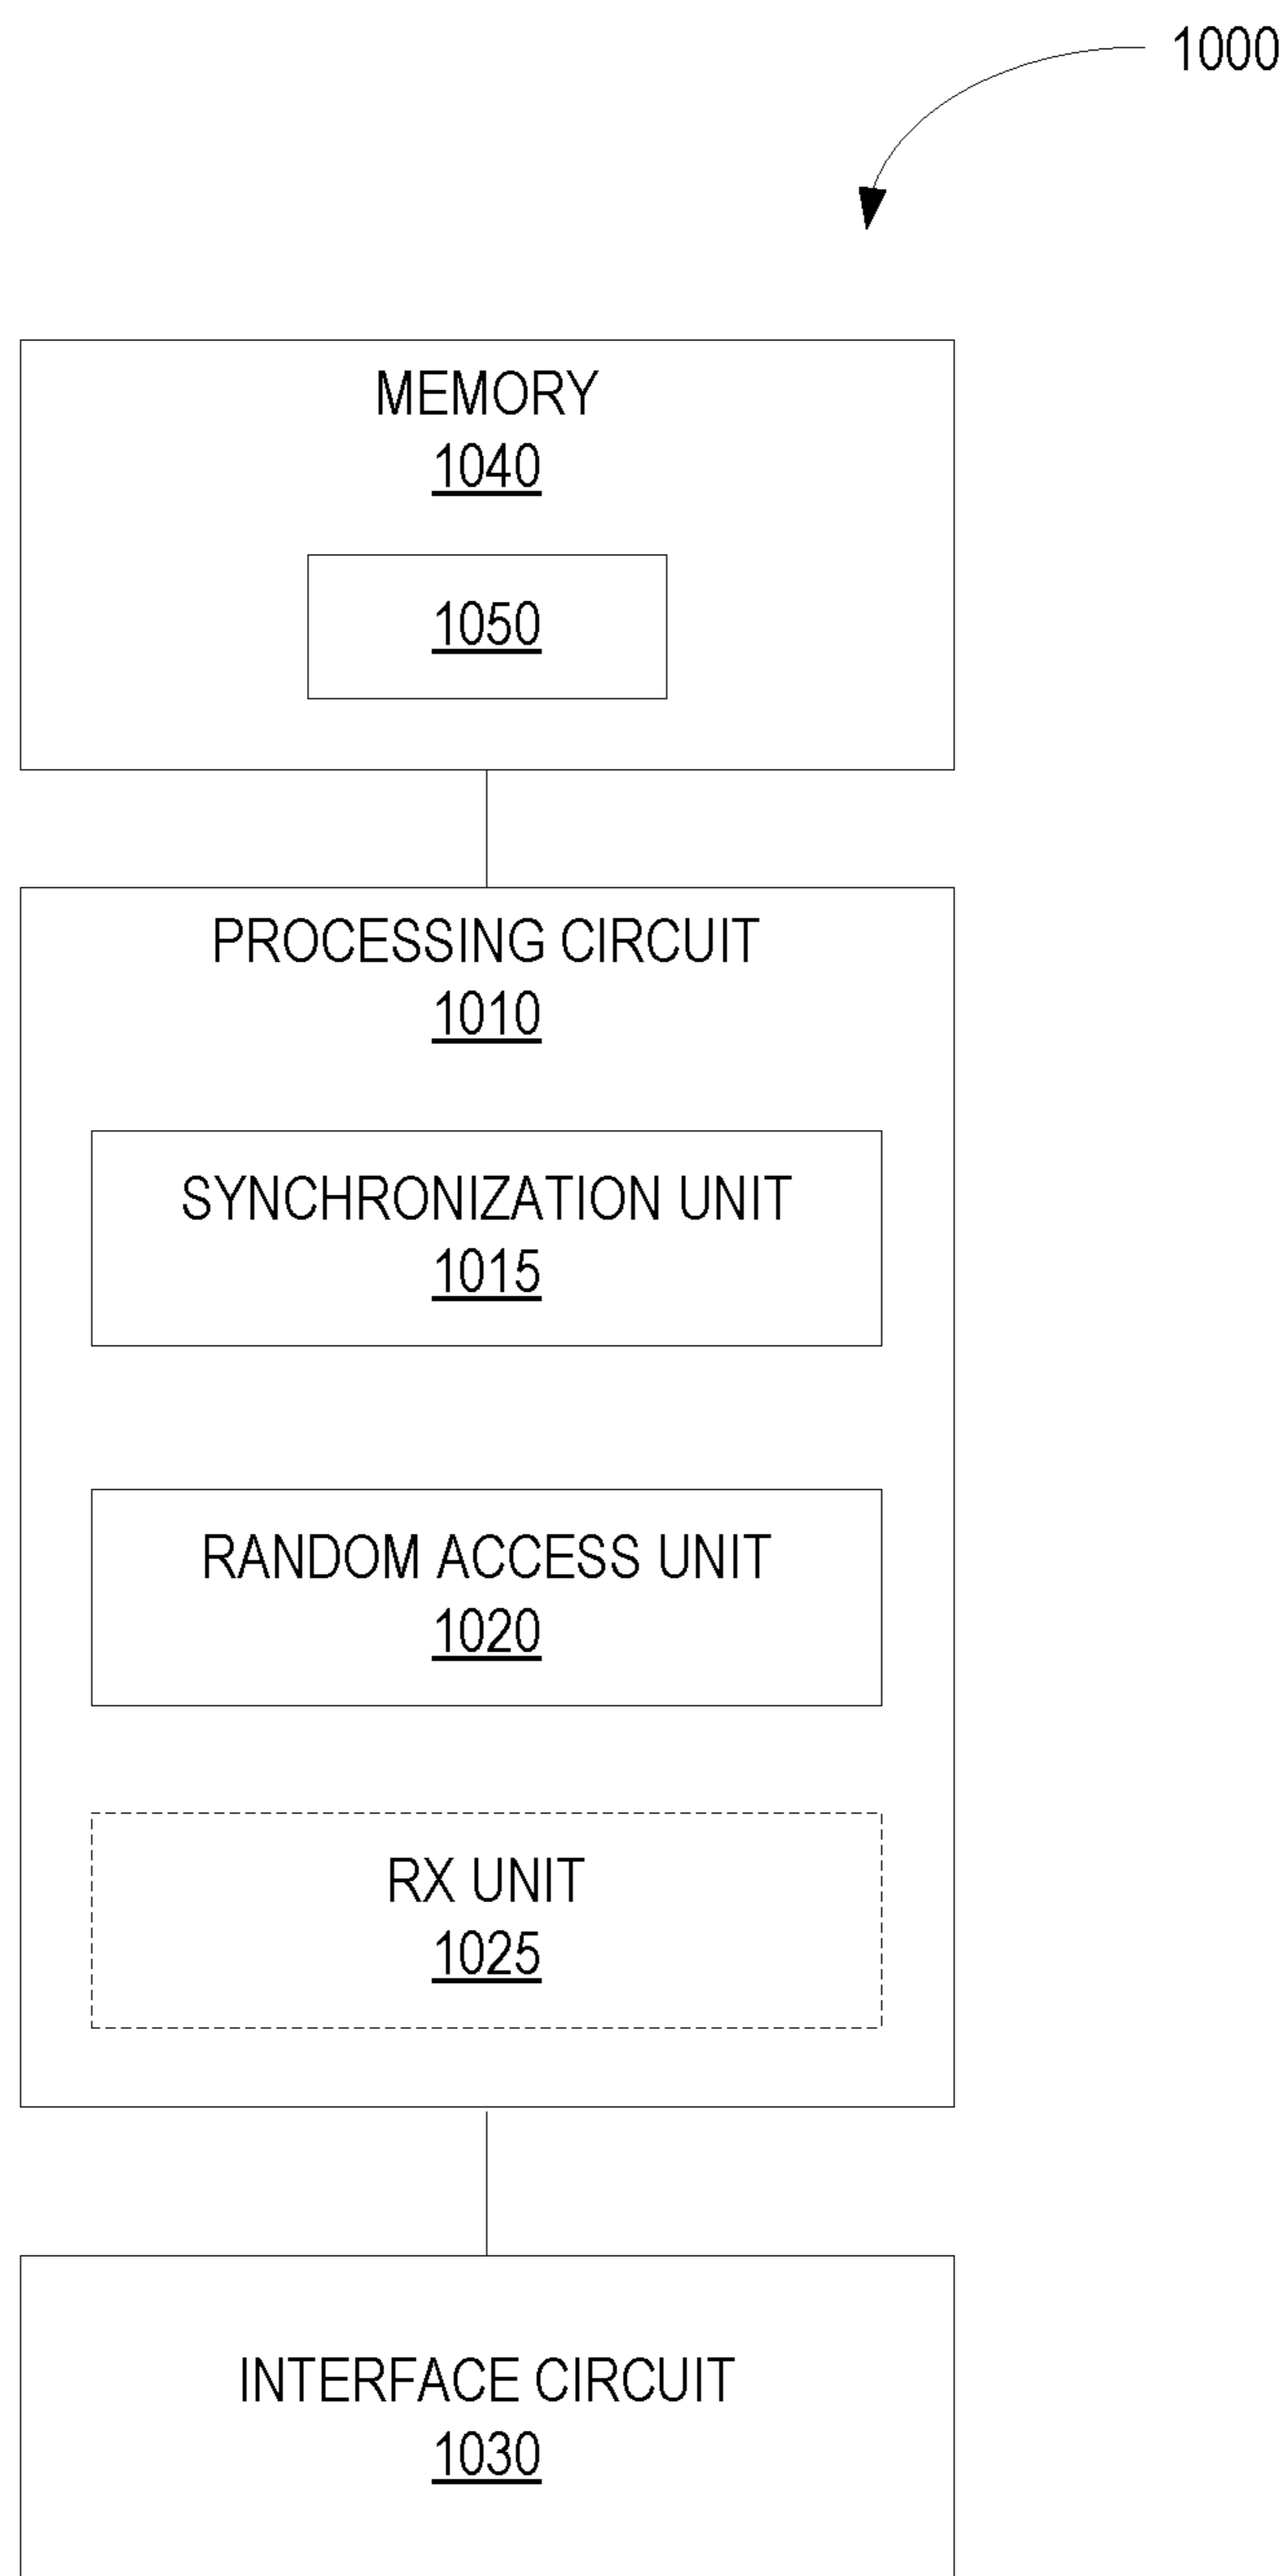 1000
MEMORY
1040
1050
PROCESSING CIRCUIT
1010
SYNCHRONIZATION UNIT
1015
RANDOM ACCESS UNIT
1020
RX UNIT
1025
INTERFACE CIRCUIT
1030